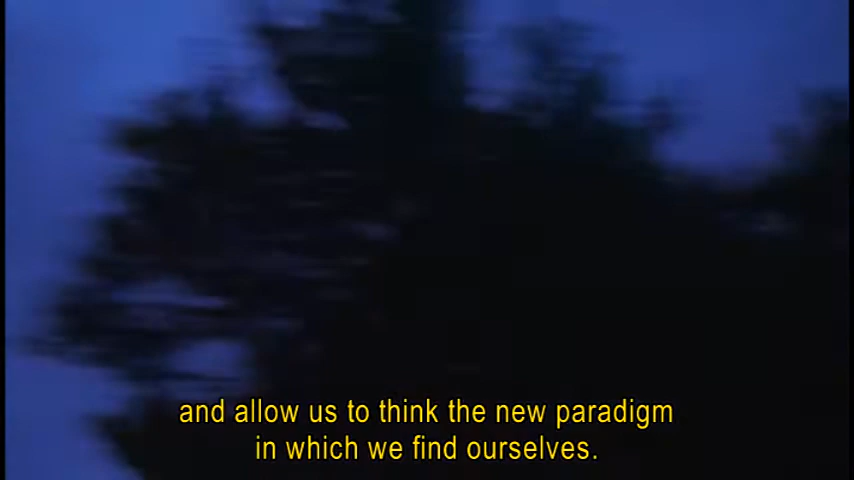 and allow us to think the new paradigm
in which we find ourselves.